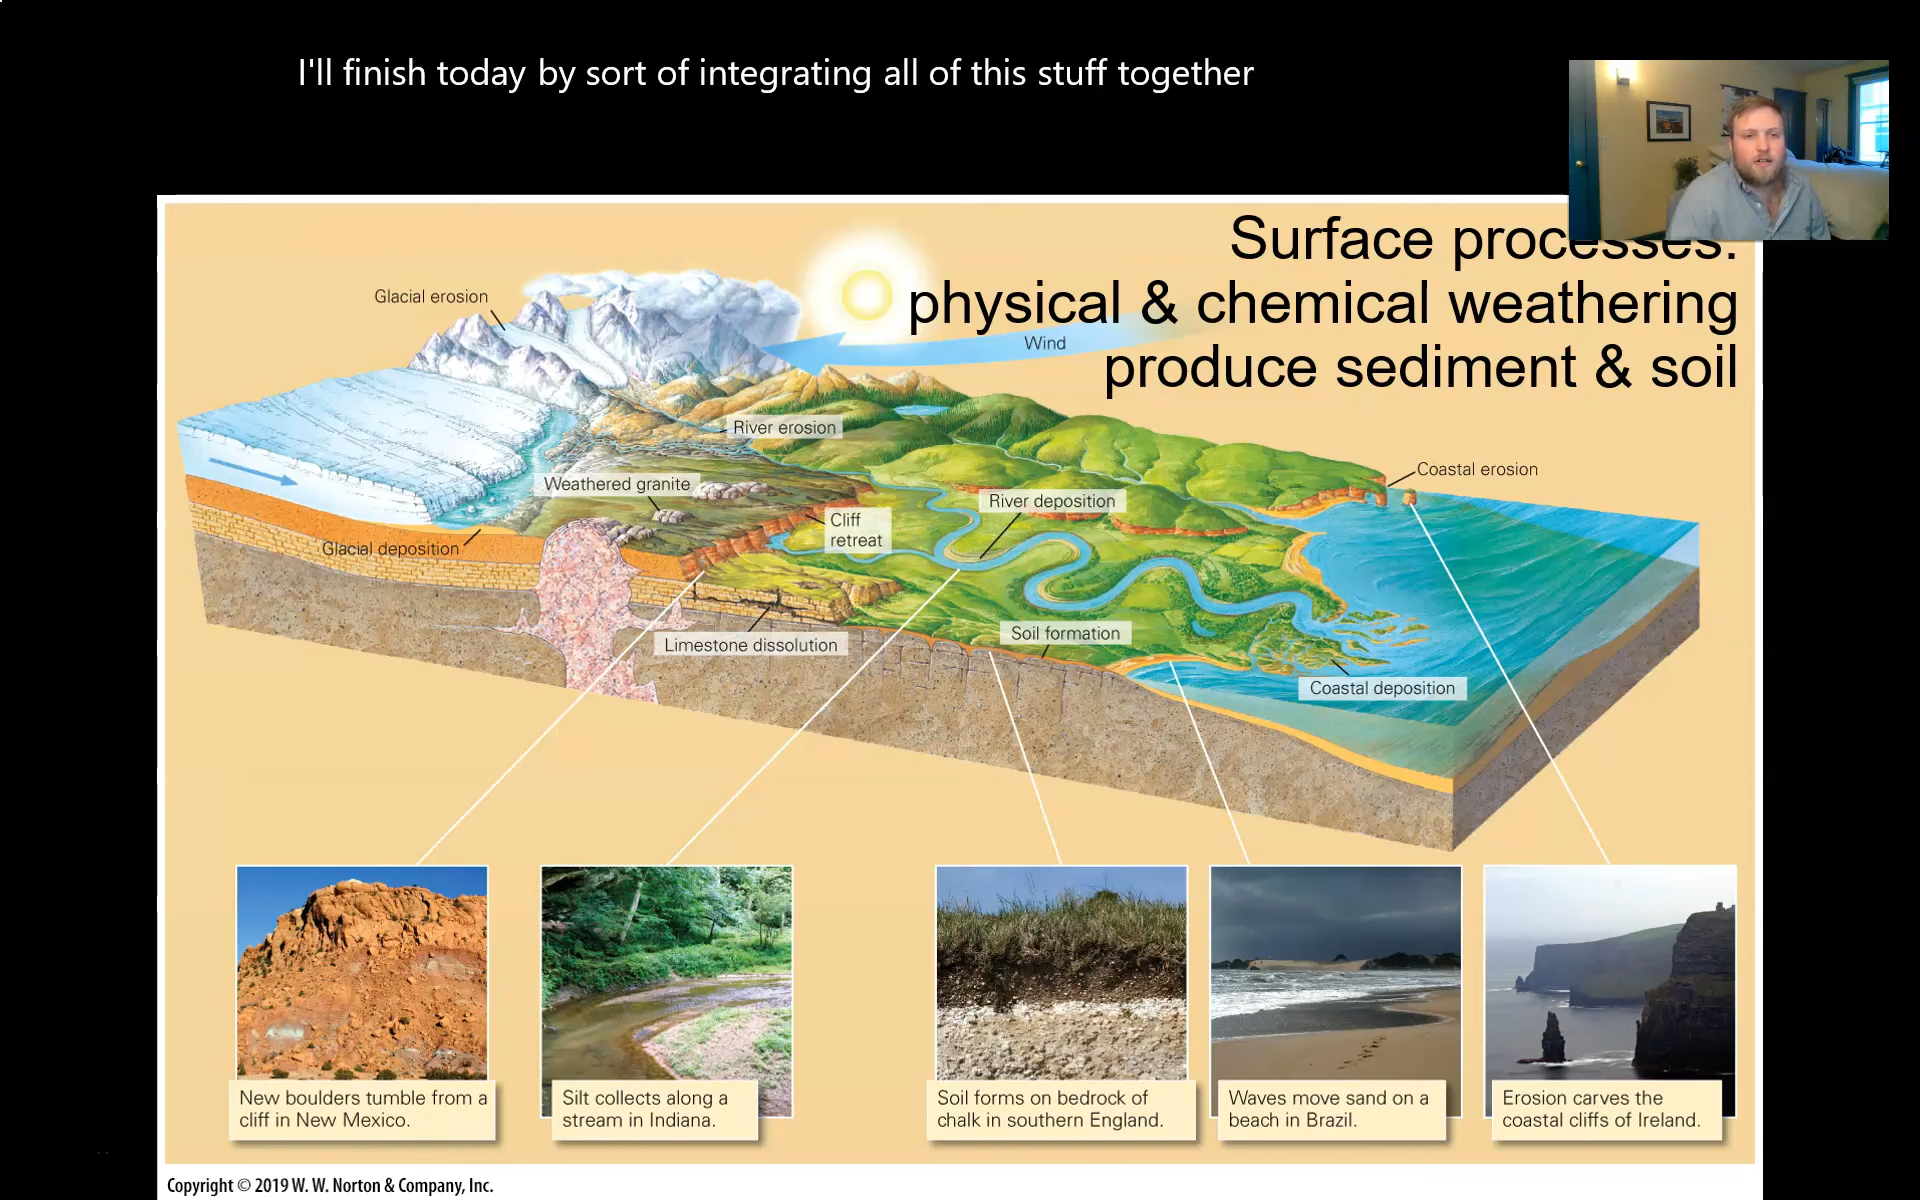 I'll finish today by sort of integrating all of this stuff together
Surface processes:
physical & chemical weathering
produce sediment & soil
Glacial erosion
Wind
River erosion
Coastal erosion
Weathered granite
River deposition
Cliff
retreat
Glacial deposition
Soil formation
Limestone dissolution
Coastal deposition
New boulders tumble from a
cliff in New Mexico.
Silt collects along a
stream in Indiana.
Soil forms on bedrock of
chalk in southern England.
Waves move sand on a
beach in Brazil.
Erosion carves the
coastal cliffs of Ireland.
Copyright © 2019 W. W. Norton & Company, Inc.